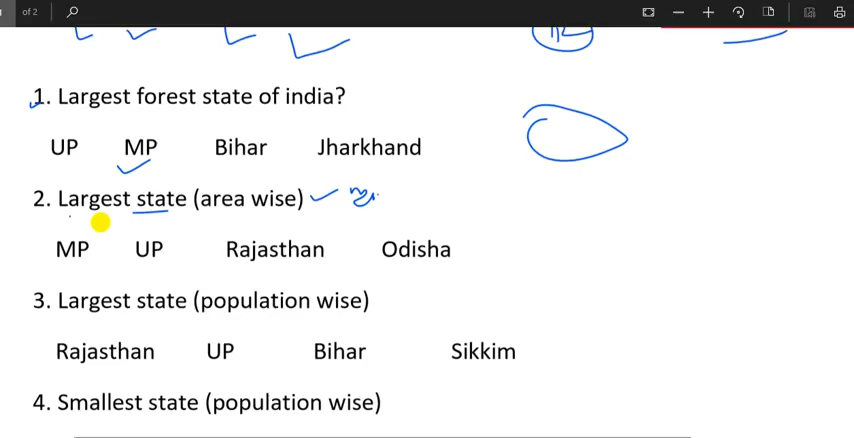 of 2
1. Largest forest state of india?
UP MP Bihar Jharkhand
2. Largest state (area wise)
MP UP Rajasthan Odisha
3. Largest state (population wise)
Rajasthan UP Bihar Sikkim
4. Smallest state (population wise)